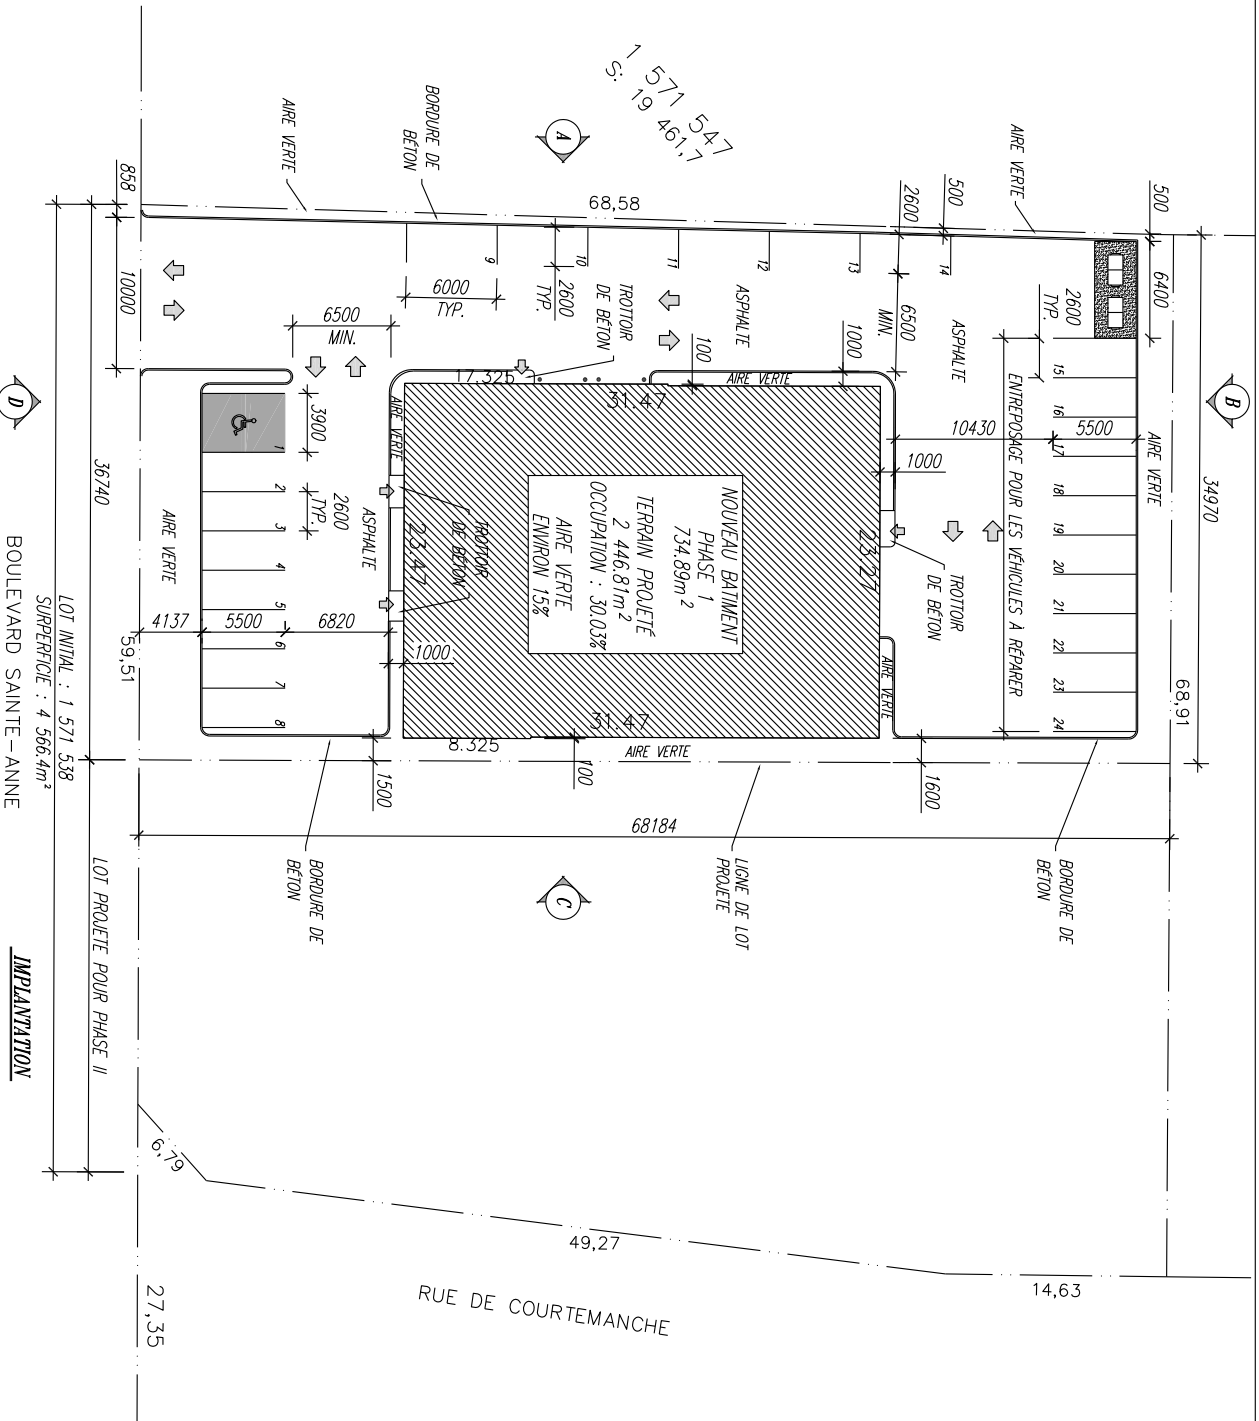 1 571 547
S: 19 461,7
AIRE VERTE
BORDURE DE
BÉTON
A
AIRE VERTE
858
10000
68,58
500
2600
500
6400
34970
B
9
10
11
12
13
14
6000
TYP.
2600
TYP.
TROTTOIR
DE BÉTON
ASPHALTE
6500
MIN.
1000
100
ASPHALTE
2600
TYP.
6500
MIN.
17.325
31.47
AIRE VERTE
ENTREPOSAGE POUR LES VÉHICULES À RÉPARER
10430
5500
AIRE VERTE
15
16
17
18
19
20
21
22
23
24
1000
3900
1
2
3
4
5
6
7
8
2600
TYP.
ASPHALTE
AIRE VERTE
TROTTOIR
DE BÉTON
23.47
NOUVEAU BATIMENT
PHASE 1
734.89m²
TERRAIN PROJETÉ
2 446.81m²
OCCUPATION : 30.03%
AIRE VERTE
ENVIRON 15%
23.27
TROTTOIR
DE BÉTON
AIRE VERTE
D
36740
AIRE VERTE
4137
5500
6820
1000
59,51
8.325
31.47
AIRE VERTE
68,91
1500
100
1600
68184
BORDURE DE
BÉTON
C
LIGNE DE LOT
PROJETÉ
BORDURE DE
BÉTON
LOT PROJETÉ POUR PHASE II
LOT INITIAL : 1 571 538
SURPERFICIE : 4 566.4m²
BOULEVARD SAINTE-ANNE
IMPLANTATION
6,79
49,27
14,63
27,35
RUE DE COURTEMANCHE